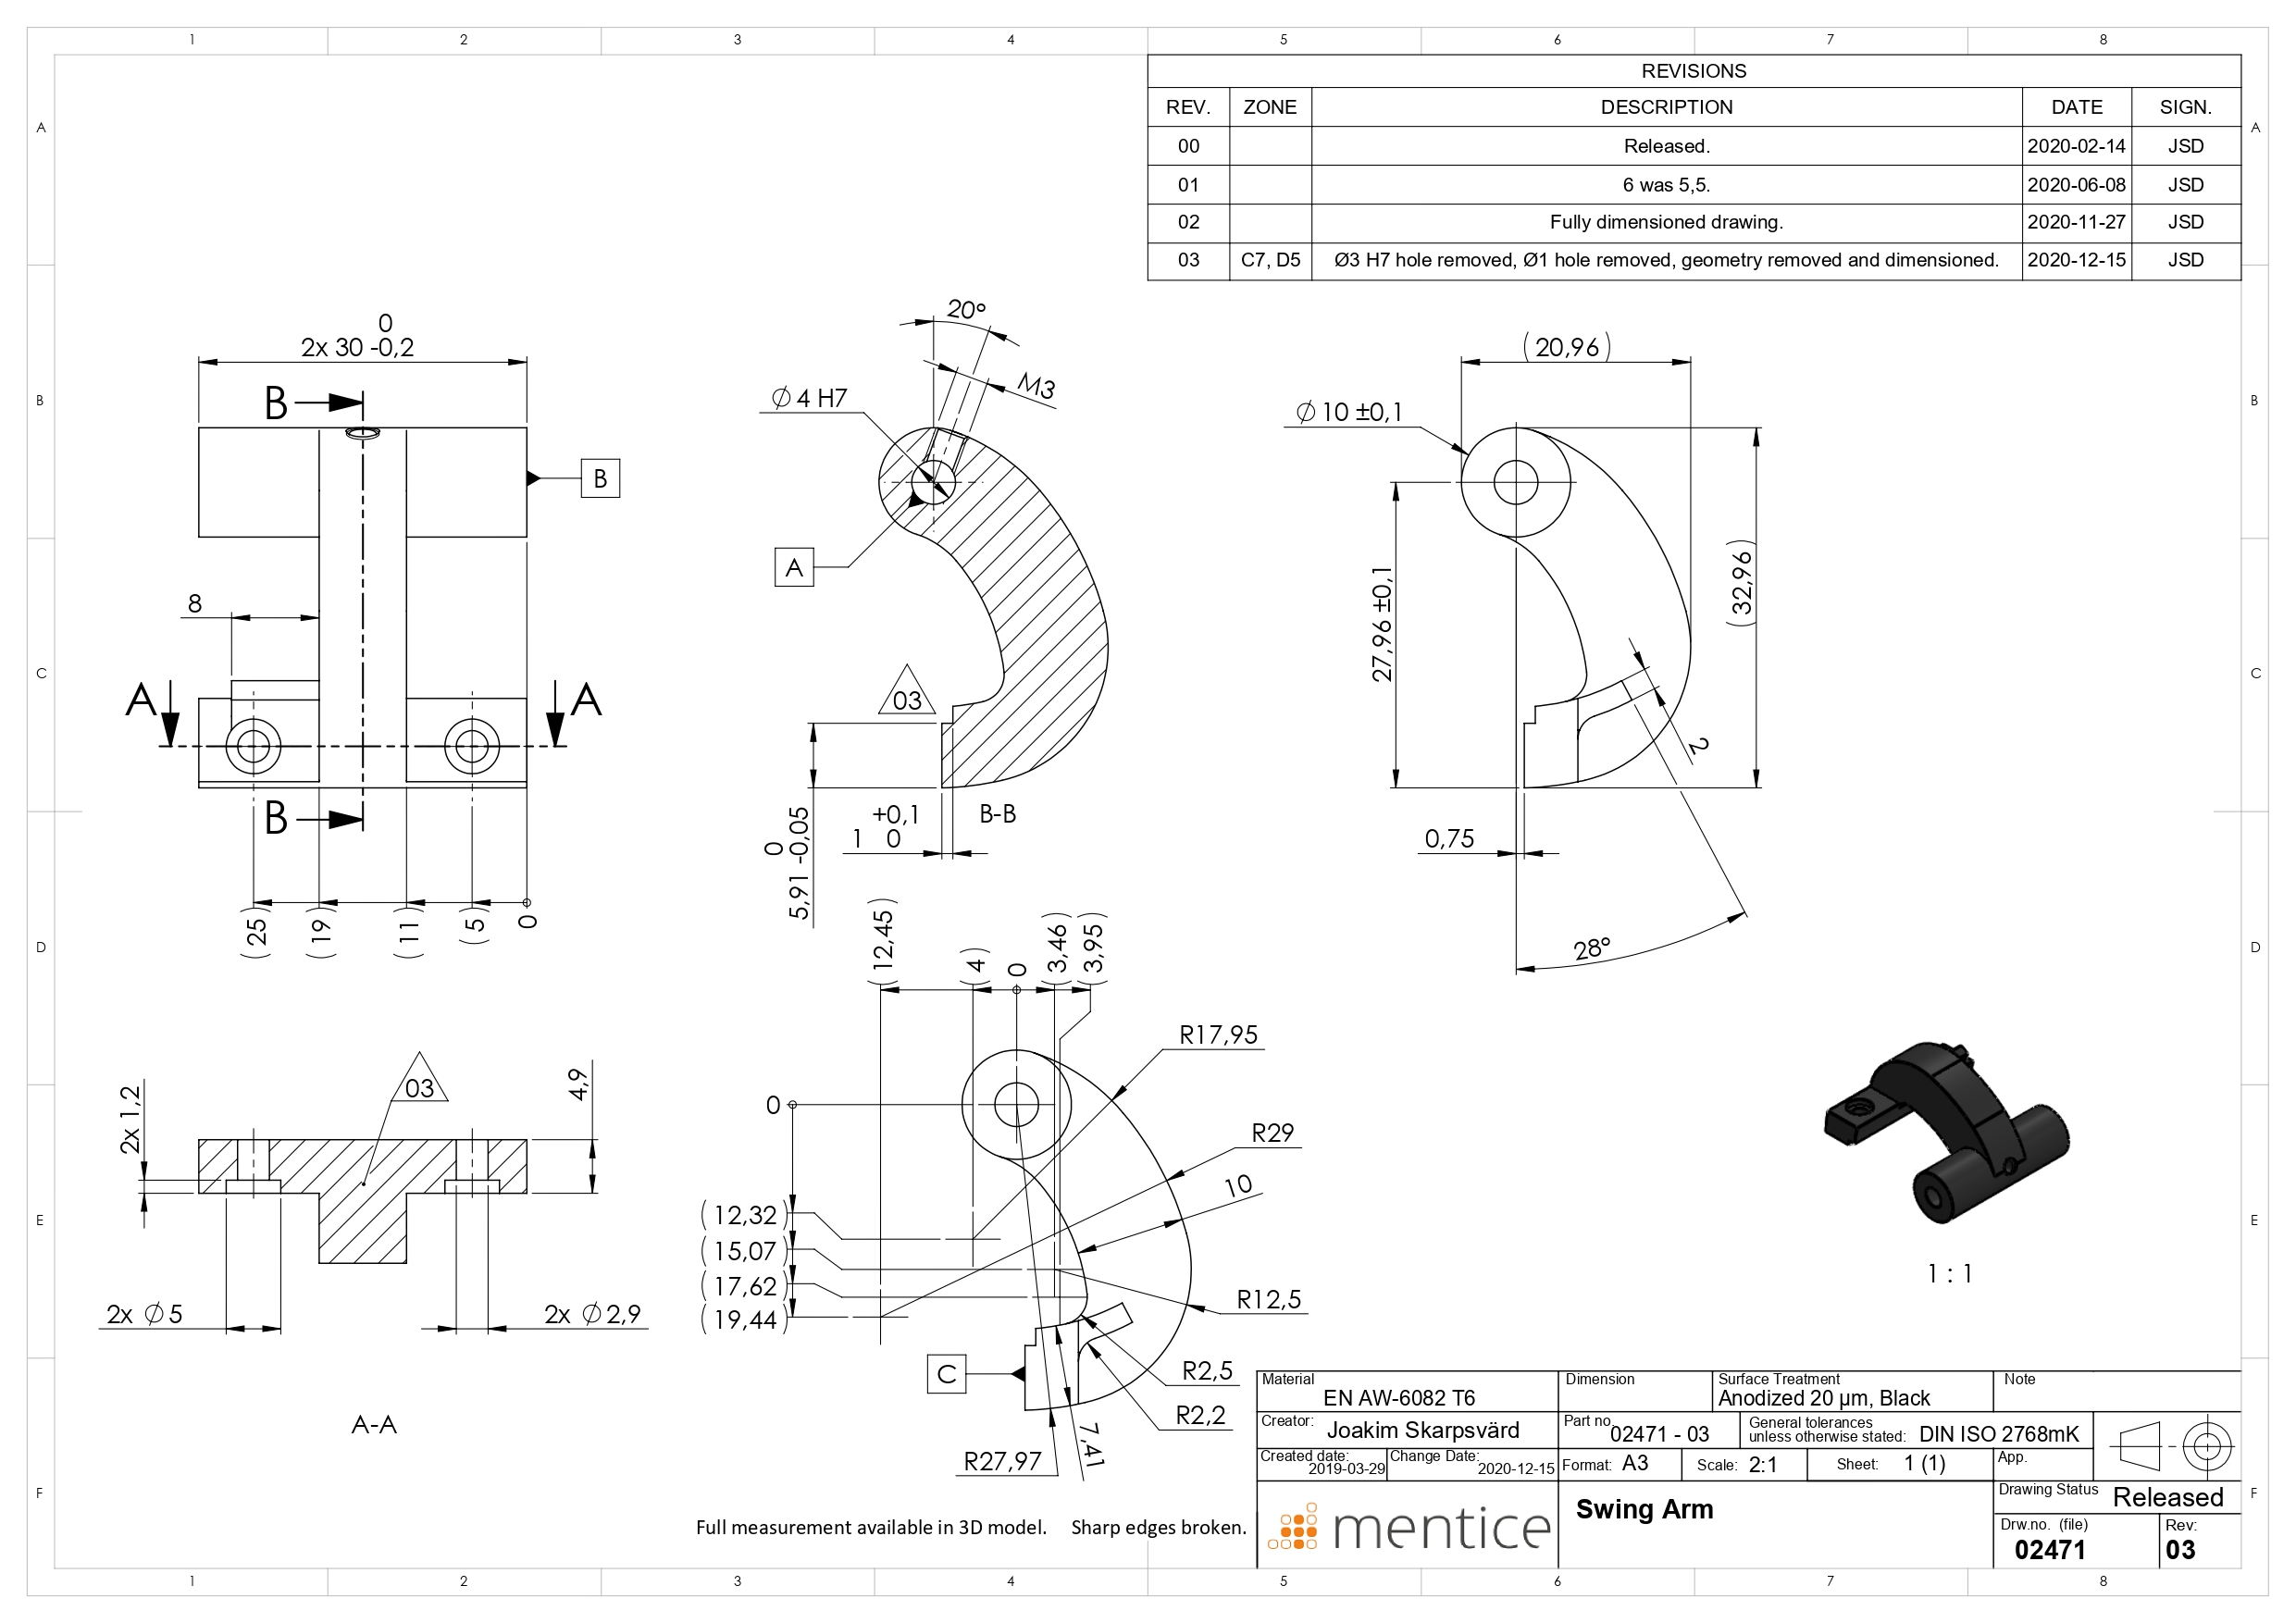 1 2 3 4 5 6 7 8
A
B
C
D
E
F
A
B
C
D
E
F
REVISIONS
REV. ZONE DESCRIPTION DATE SIGN.
00 Released. 2020-02-14 JSD
01 6 was 5,5. 2020-06-08 JSD
02 Fully dimensioned drawing. 2020-11-27 JSD
03 C7, D5 Ø3 H7 hole removed, Ø1 hole removed, geometry removed and dimensioned. 2020-12-15 JSD
0
2x 30 -0,2
B
B
8
A A
B
(25) (19) (11) (5) 0
20°
M3
Ø 4 H7
A
03
0
5,91 -0,05
+0,1
1 0
B-B
(20,96)
Ø 10 ±0,1
27,96 ±0,1
(32,96)
2
0,75
28°
2x 1,2
03
4,9
2x Ø 5
2x Ø 2,9
A-A
(12,45) (4) 0 (3,46) (3,95)
R17,95
0
R29
10
(12,32)
(15,07)
(17,62)
(19,44)
R12,5
C
R2,5
R2,2
7,41
R27,97
1 : 1
Full measurement available in 3D model. Sharp edges broken.
Material
EN AW-6082 T6
Dimension
Surface Treatment
Anodized 20 µm, Black
Note
Creator: Joakim Skarpsvärd
Part no. 02471 - 03
General tolerances
unless otherwise stated: DIN ISO 2768mK
Created date:
2019-03-29
Change Date:
2020-12-15
Format: A3
Scale: 2:1
Sheet: 1 (1)
App.
mentice
Swing Arm
Drawing Status Released
Drw.no. (file)
02471
Rev:
03
1 2 3 4 5 6 7 8